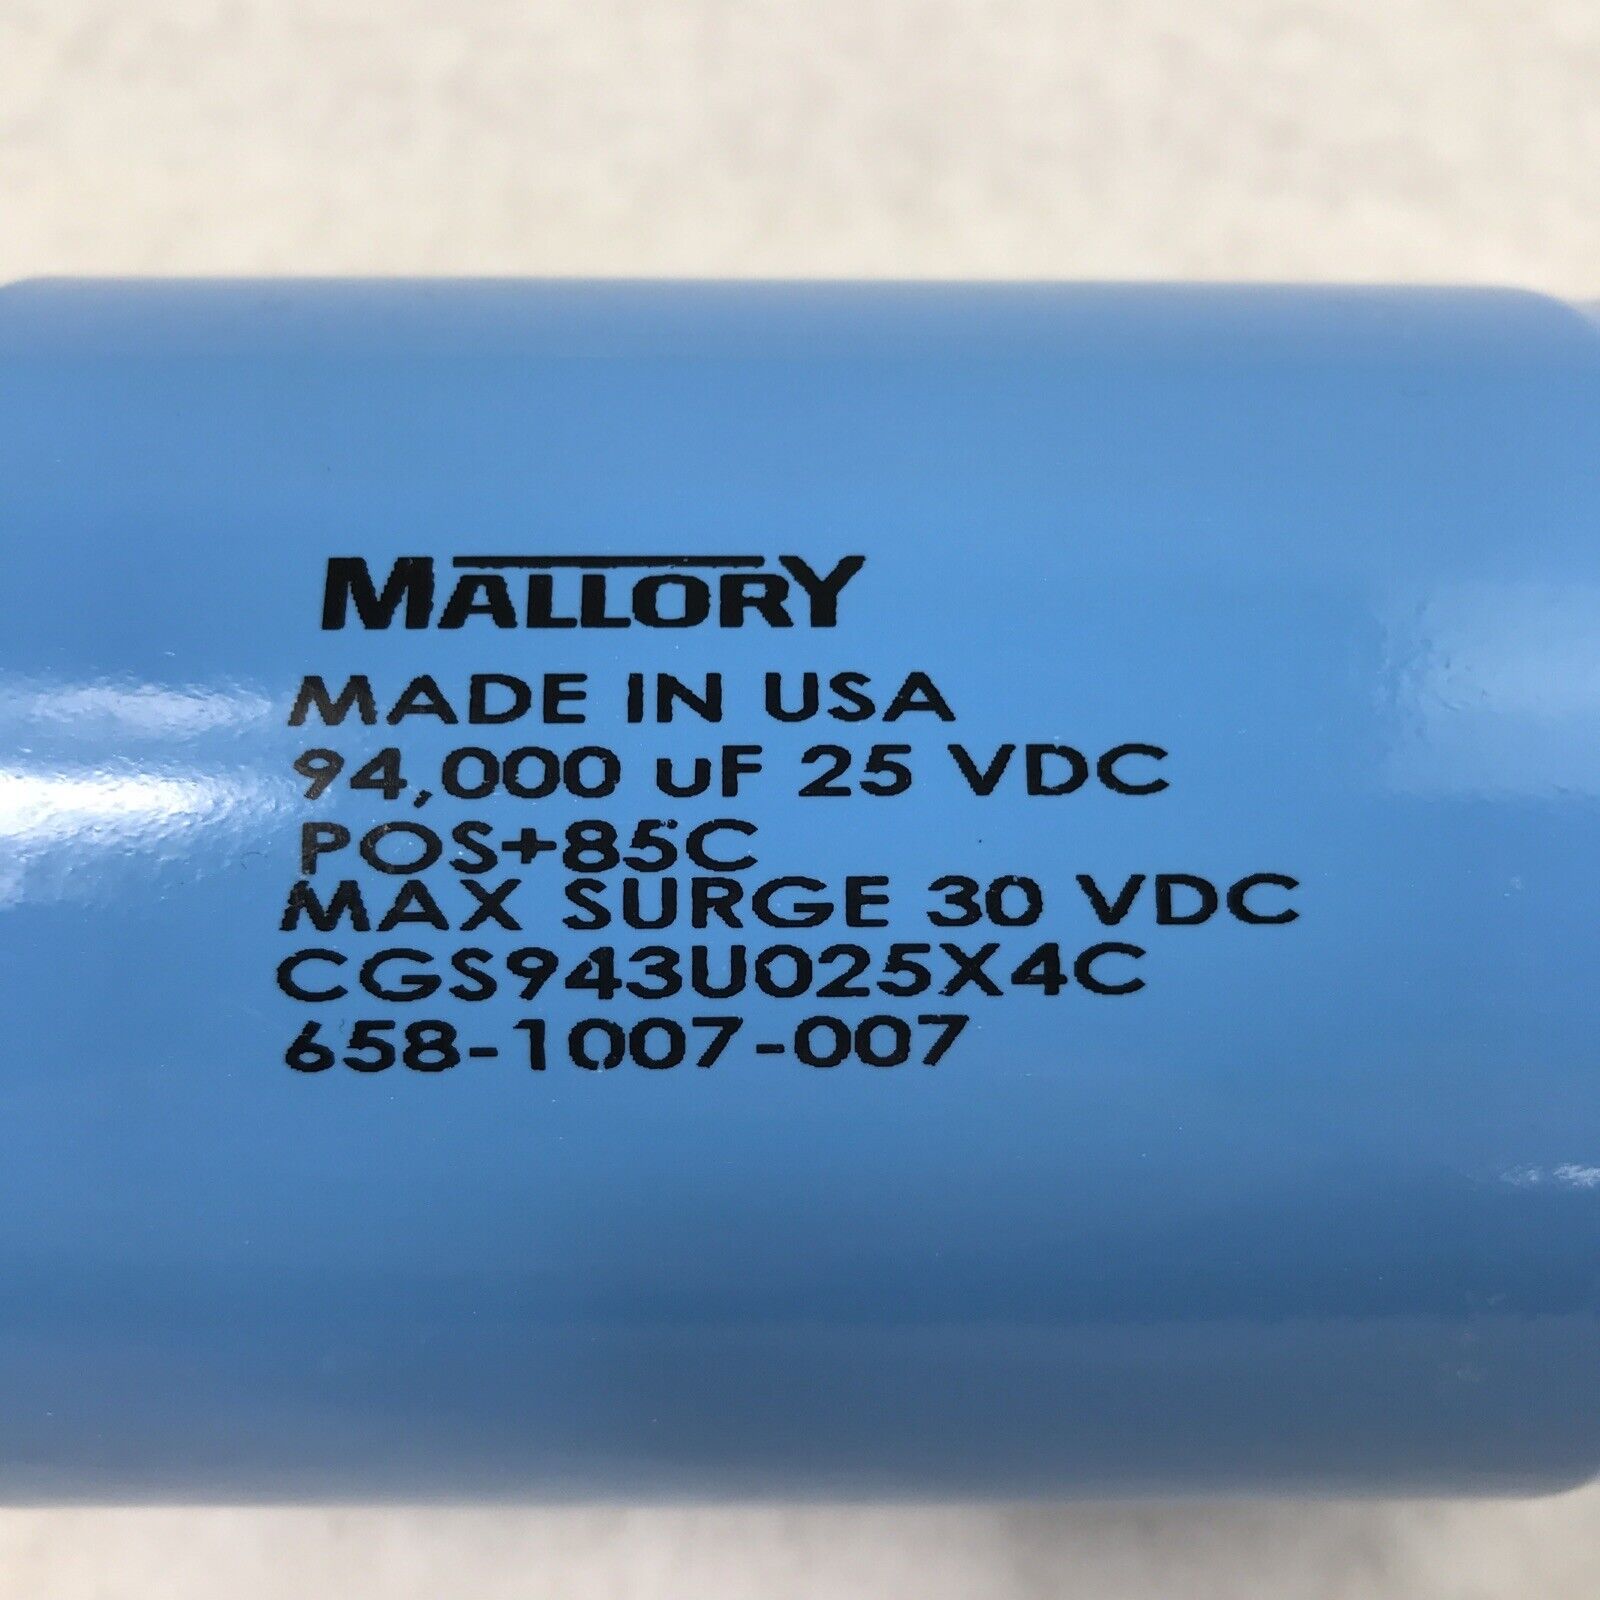 MALLORY
MADE IN USA
94,000 uF 25 VDC
POS+85C
MAX SURGE 30 VDC
CGS943U025X4C
658-1007-007